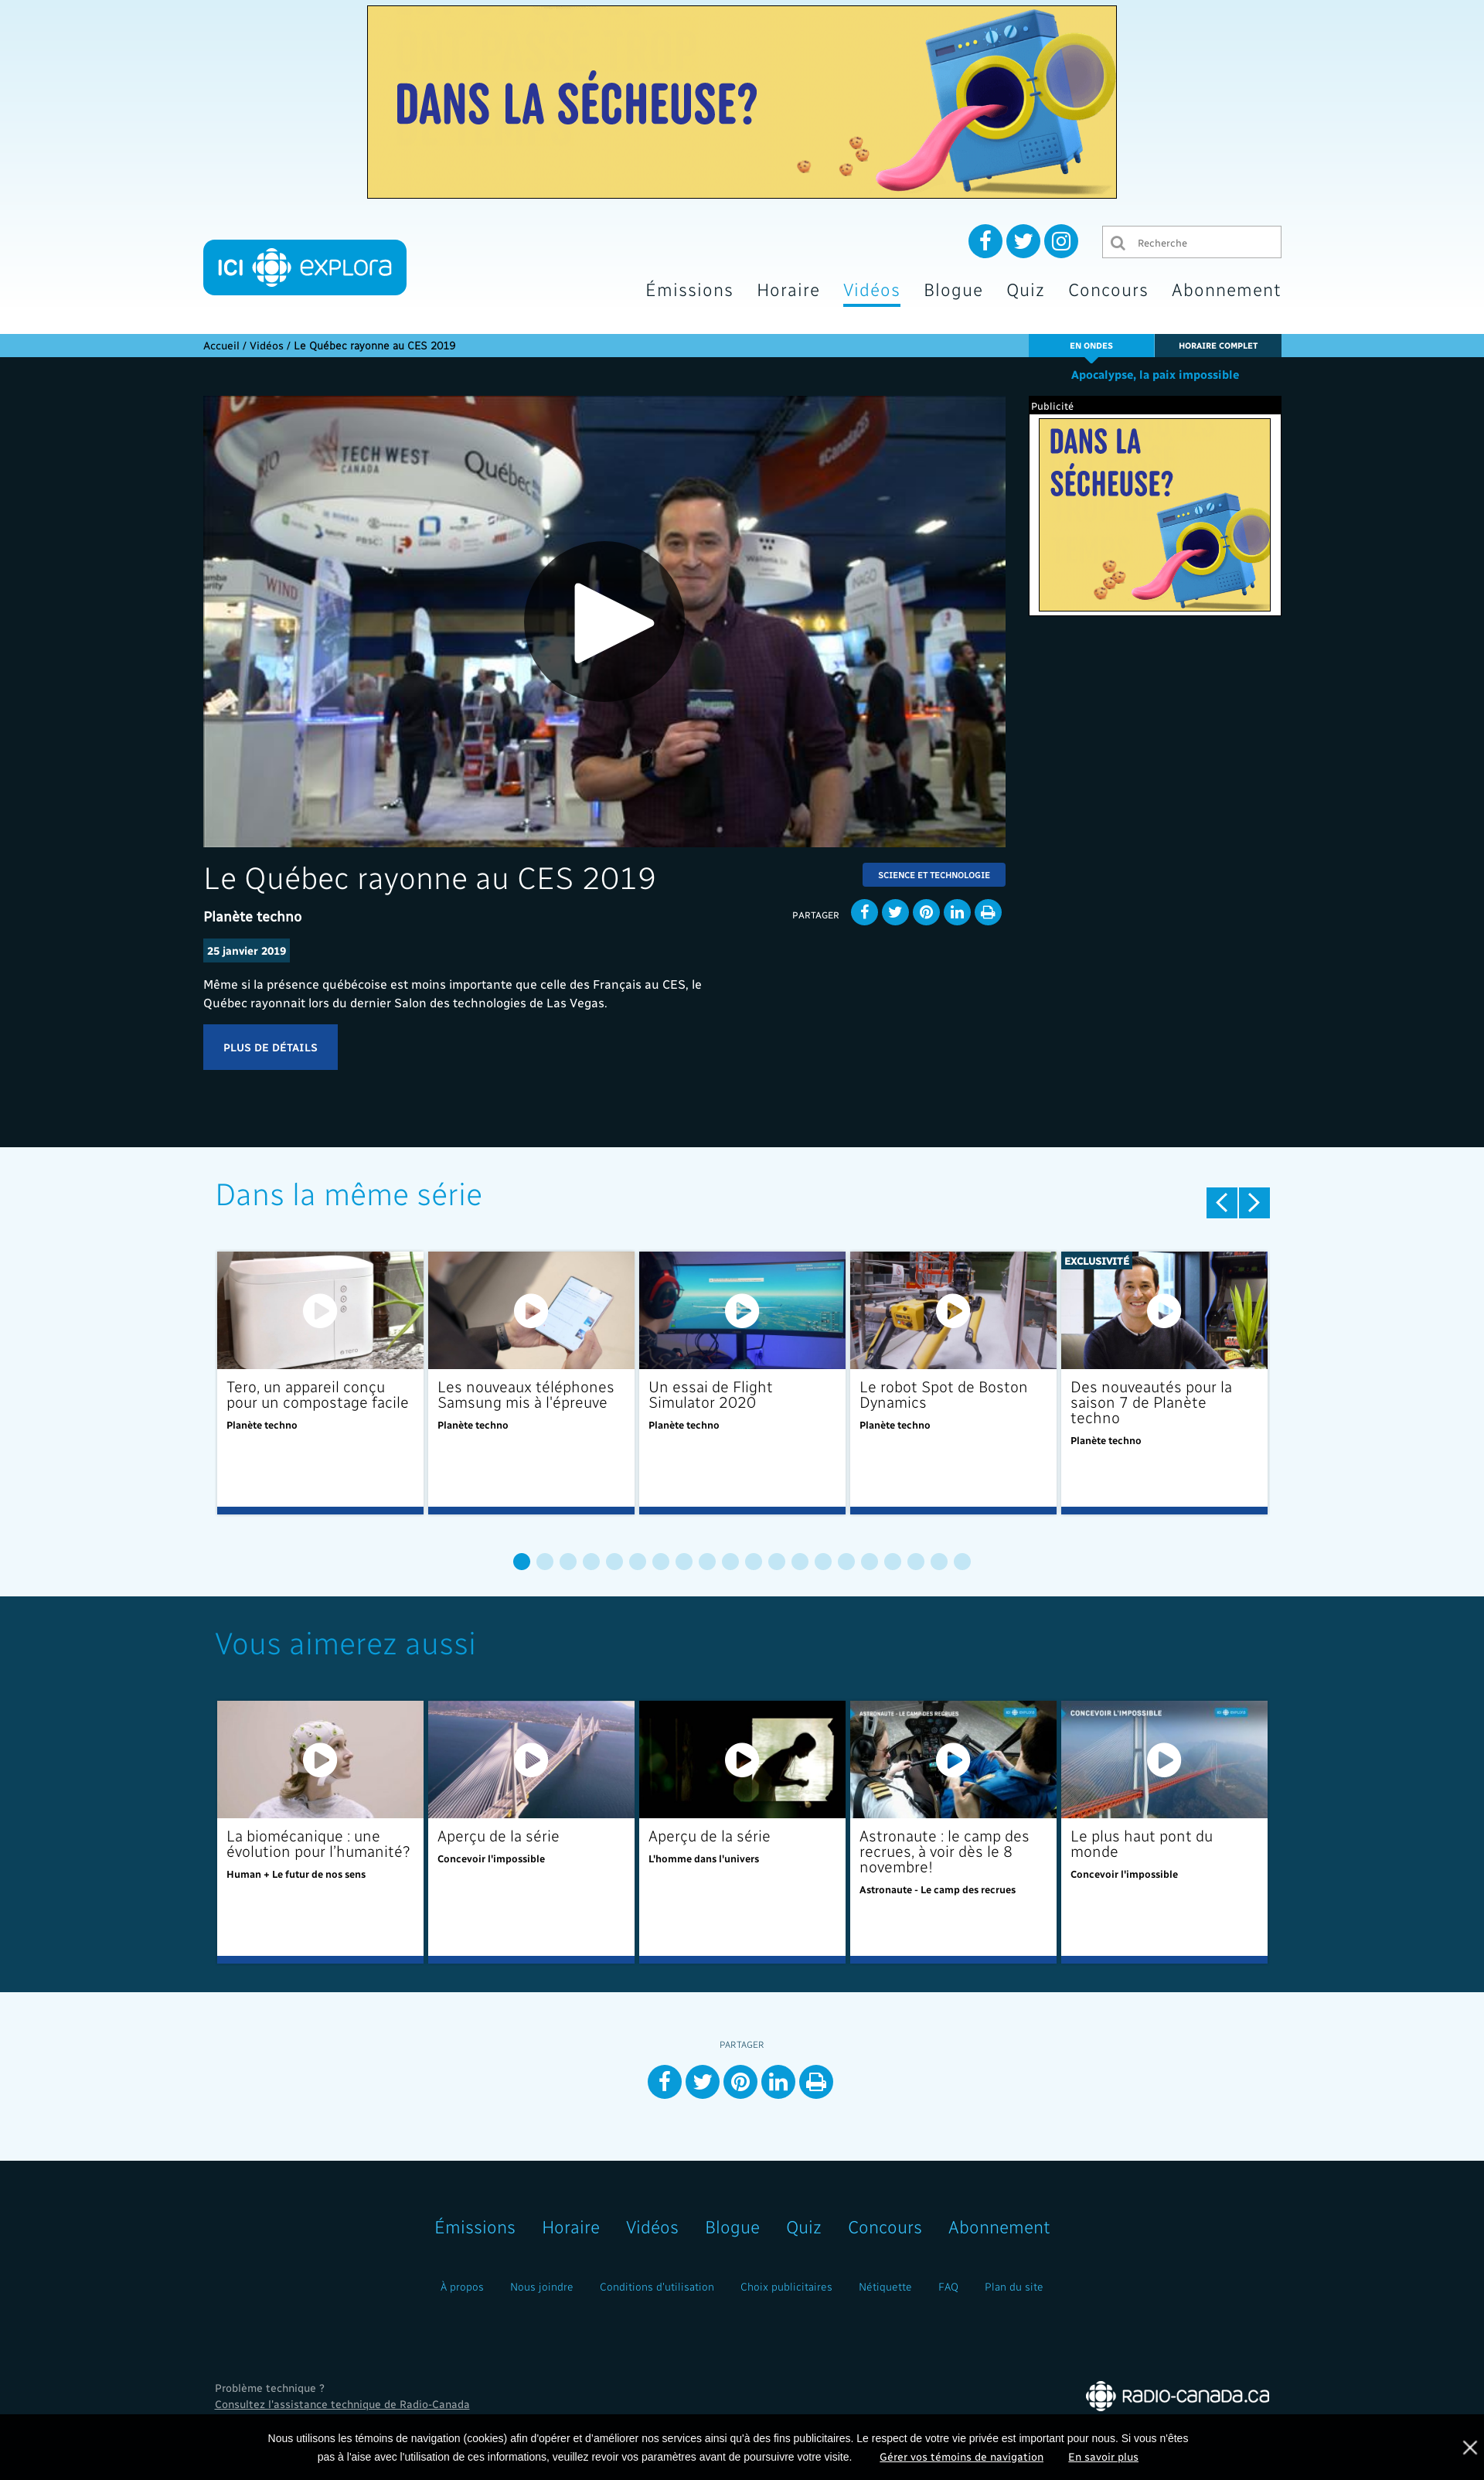 DANS LA SÉCHEUSE?
Recherche
ICI explora
Émissions Horaire Vidéos Blogue Quiz Concours Abonnement
Accueil / Vidéos / Le Québec rayonne au CES 2019
EN ONDES
HORAIRE COMPLET
Apocalypse, la paix impossible
Publicité
DANS LA
SÉCHEUSE?
TECH WEST
CANADA
Québec
#CanadaCES
WIND
Le Québec rayonne au CES 2019
SCIENCE ET TECHNOLOGIE
Planète techno
PARTAGER
25 janvier 2019
Même si la présence québécoise est moins importante que celle des Français au CES, le
Québec rayonnait lors du dernier Salon des technologies de Las Vegas.
PLUS DE DÉTAILS
Dans la même série
EXCLUSIVITÉ
Tero, un appareil conçu
pour un compostage facile
Planète techno
Les nouveaux téléphones
Samsung mis à l'épreuve
Planète techno
Un essai de Flight
Simulator 2020
Planète techno
Le robot Spot de Boston
Dynamics
Planète techno
Des nouveautés pour la
saison 7 de Planète
techno
Planète techno
Vous aimerez aussi
ASTRONAUTE - LE CAMP DES RECRUES
CONCEVOIR L'IMPOSSIBLE
La biomécanique : une
évolution pour l'humanité?
Human + Le futur de nos sens
Aperçu de la série
Concevoir l'impossible
Aperçu de la série
L'homme dans l'univers
Astronaute : le camp des
recrues, à voir dès le 8
novembre!
Astronaute - Le camp des recrues
Le plus haut pont du
monde
Concevoir l'impossible
PARTAGER
Émissions Horaire Vidéos Blogue Quiz Concours Abonnement
À propos Nous joindre Conditions d'utilisation Choix publicitaires Nétiquette FAQ Plan du site
Problème technique ?
Consultez l'assistance technique de Radio-Canada
RADIO-CANADA.CA
Nous utilisons les témoins de navigation (cookies) afin d'opérer et d'améliorer nos services ainsi qu'à des fins publicitaires. Le respect de votre vie privée est important pour nous. Si vous n'êtes
pas à l'aise avec l'utilisation de ces informations, veuillez revoir vos paramètres avant de poursuivre votre visite. Gérer vos témoins de navigation En savoir plus